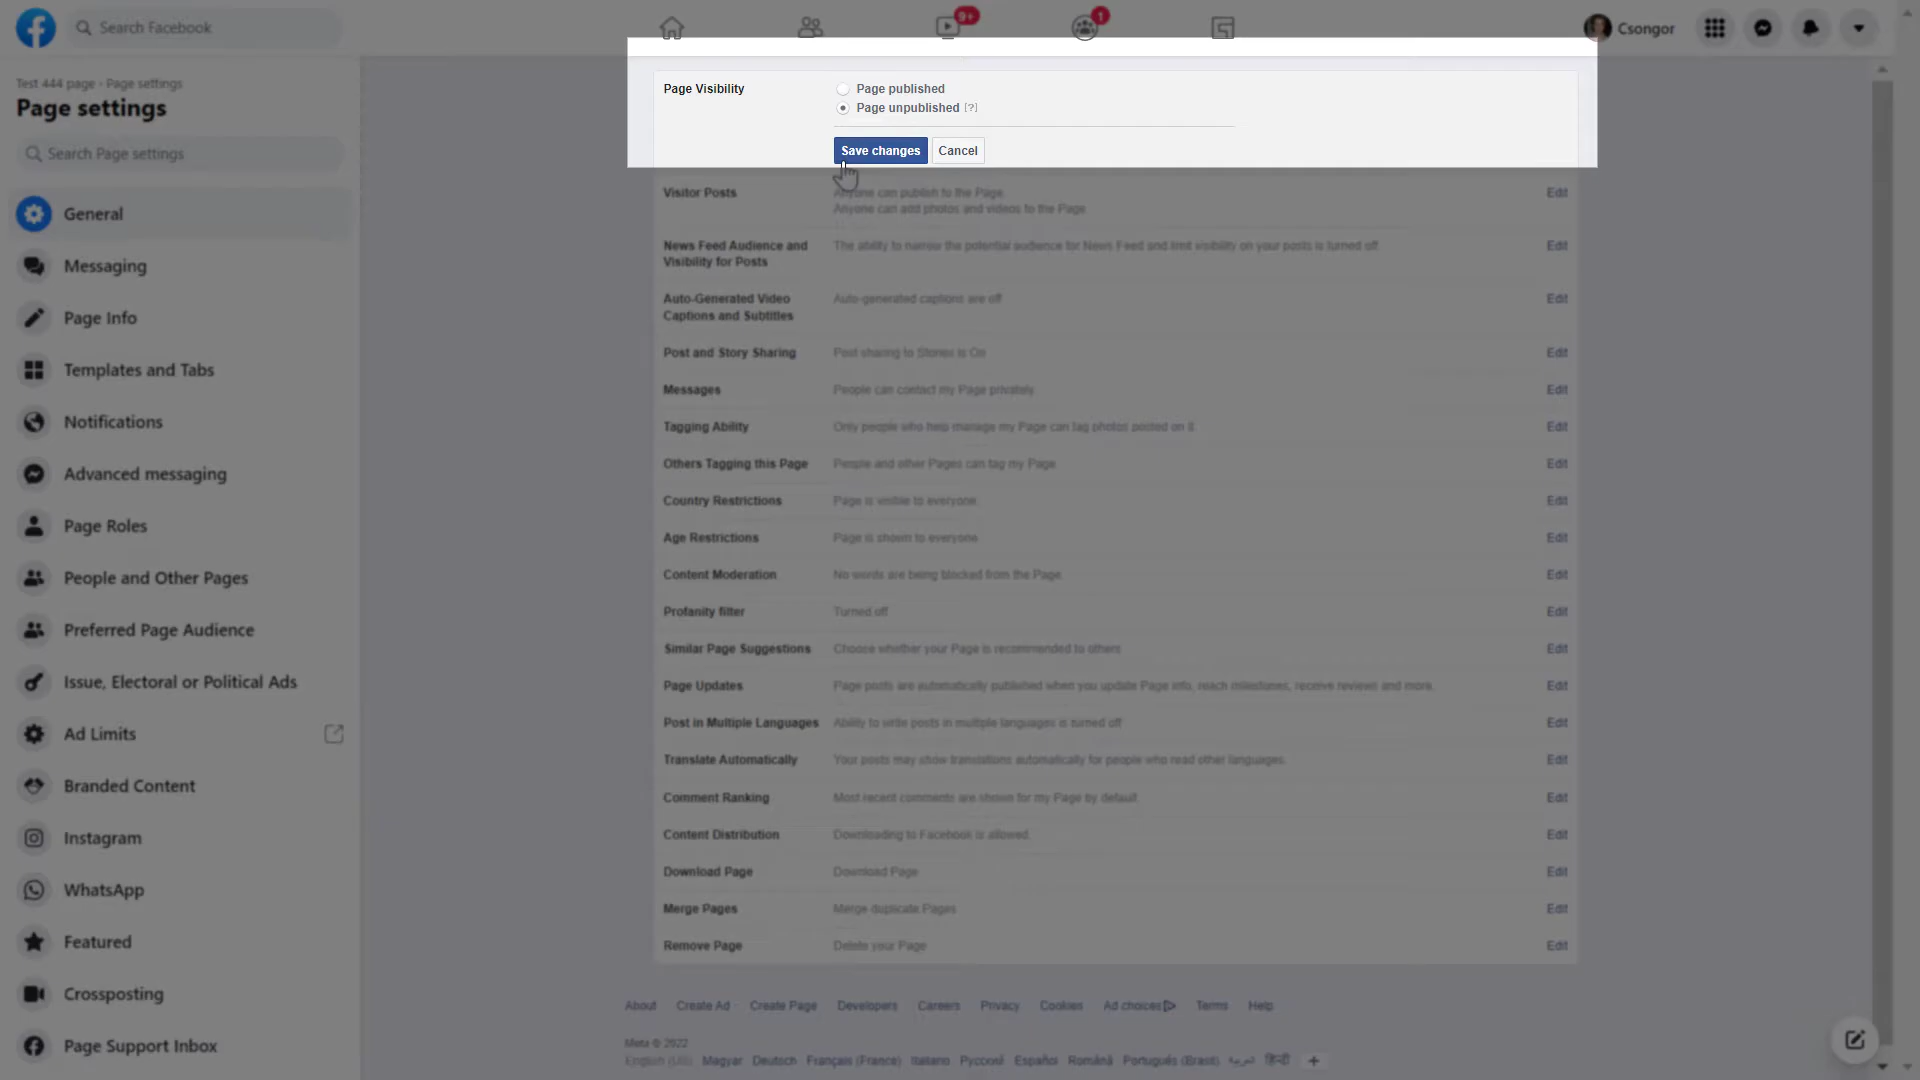 Search Facebook
9+
1
Csongor
Test 444 page › Page settings
Page settings
Search Page settings
General
Messaging
Page Info
Templates and Tabs
Notifications
Advanced messaging
Page Roles
People and Other Pages
Preferred Page Audience
Issue, Electoral or Political Ads
Ad Limits
Branded Content
Instagram
WhatsApp
Featured
Crossposting
Page Support Inbox
Page Visibility
Page published
Page unpublished [?]
Save changes Cancel
Visitor Posts Anyone can publish to the Page. Edit
Anyone can add photos and videos to the Page
News Feed Audience and The ability to narrow the potential audience for News Feed and limit visibility on your posts is turned off Edit
Visibility for Posts
Auto-Generated Video Auto-generated captions are off Edit
Captions and Subtitles
Post and Story Sharing Post sharing to Stories is On Edit
Messages People can contact my Page privately. Edit
Tagging Ability Only people who help manage my Page can tag photos posted on it. Edit
Others Tagging this Page People and other Pages can tag my Page. Edit
Country Restrictions Page is visible to everyone. Edit
Age Restrictions Page is shown to everyone. Edit
Content Moderation No words are being blocked from the Page. Edit
Profanity filter Turned off Edit
Similar Page Suggestions Choose whether your Page is recommended to others Edit
Page Updates Page posts are automatically published when you update Page info, reach milestones, receive reviews and more. Edit
Post in Multiple Languages Ability to write posts in multiple languages is turned off Edit
Translate Automatically Your posts may show translations automatically for people who read other languages. Edit
Comment Ranking Most recent comments are shown for my Page by default. Edit
Content Distribution Downloading to Facebook is allowed. Edit
Download Page Download Page Edit
Merge Pages Merge duplicate Pages Edit
Remove Page Delete your Page Edit
About Create Ad Create Page Developers Careers Privacy Cookies Ad choices Terms Help
Meta © 2022
English (US) Magyar Deutsch Français (France) Italiano Русский Español Română Português (Brasil) العربية हिन्दी +